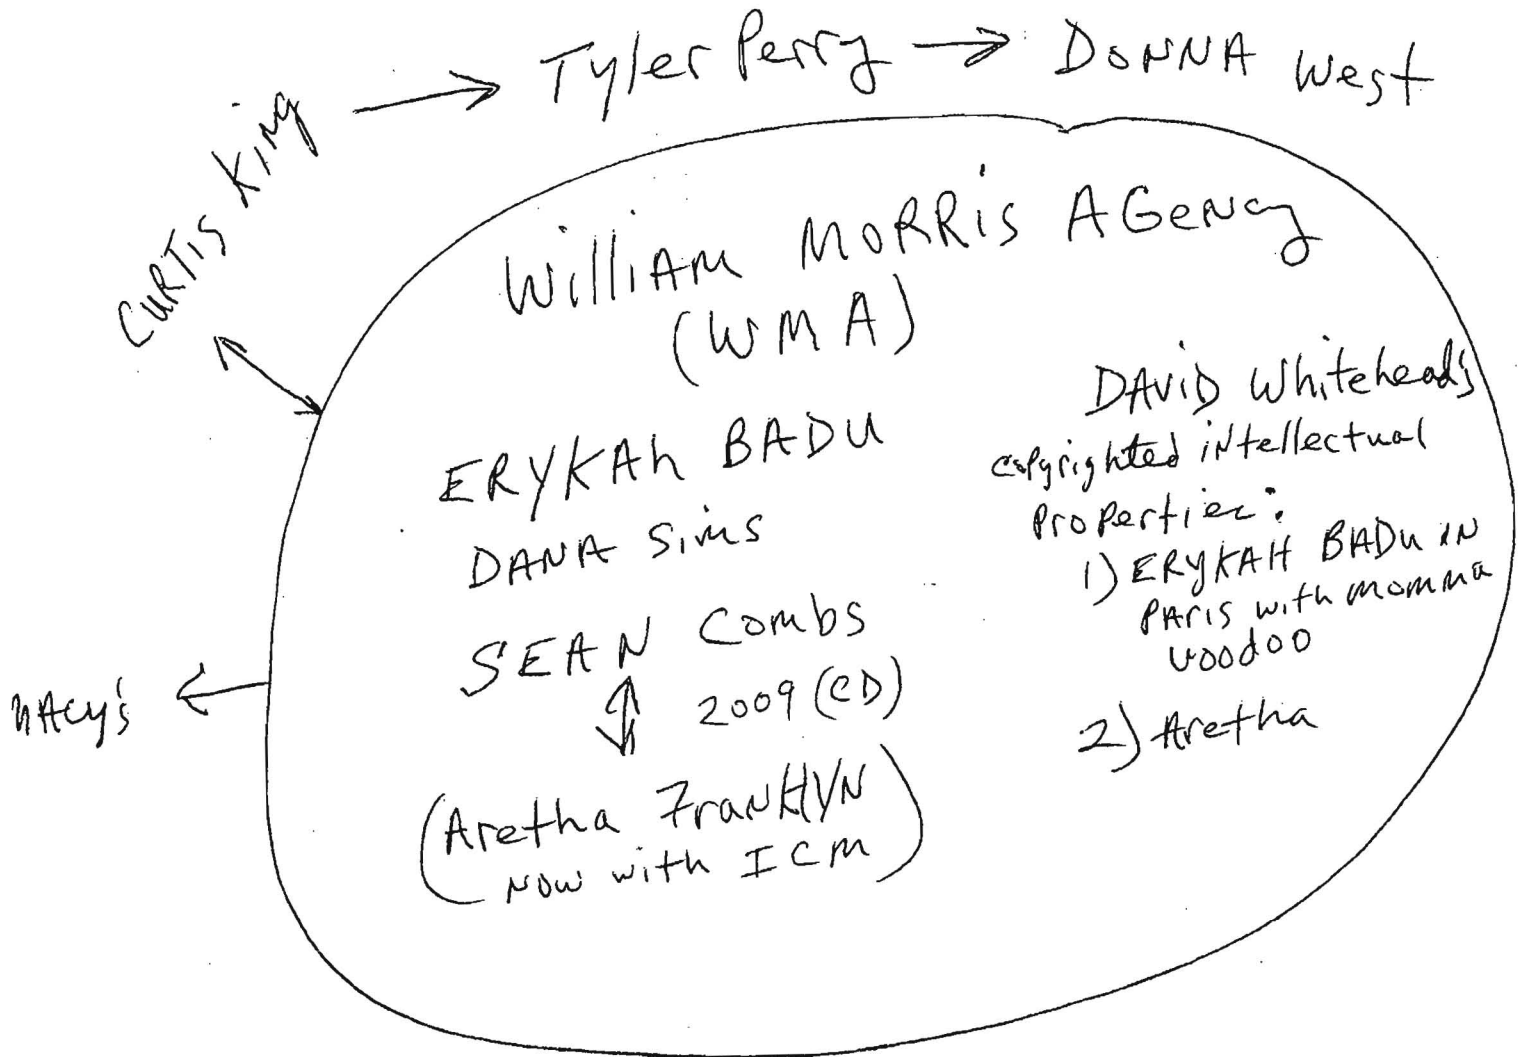 Tyler Perry → DONNA West
CURTIS King
William MORRIS AGENCY
(WMA)
ERYKAh BADU
DANA Sims
SEAN Combs
2009 (CD)
(Aretha FranklYN
NOW with ICM)
DAVID Whitehead's
copyrighted intellectual
Properties:
1) ERYKAH BADU IN
PARIS with momma
voodoo
2) Aretha
MAcy's